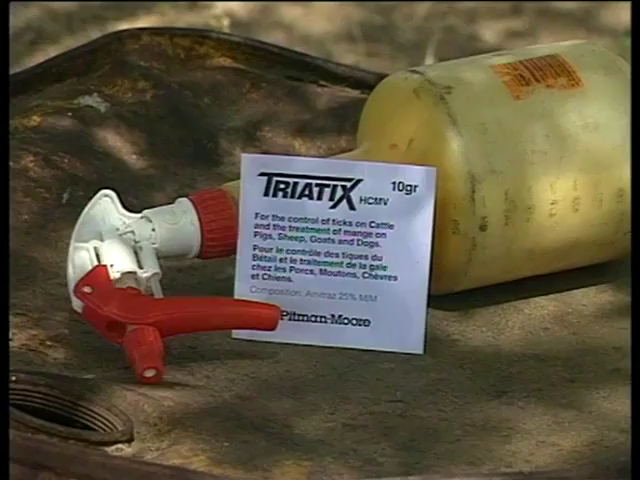 TRIATIX HCMV 10gr
For the control of ticks on Cattle
and the treatment of mange on
Pigs, Sheep, Goats and Dogs.
Pour le contrôle des tiques du
Bétail et le traitement de la gale
chez les Porcs, Moutons, Chèvres
et Chiens.
Composition: Amitraz 25% M/M
Pitman-Moore